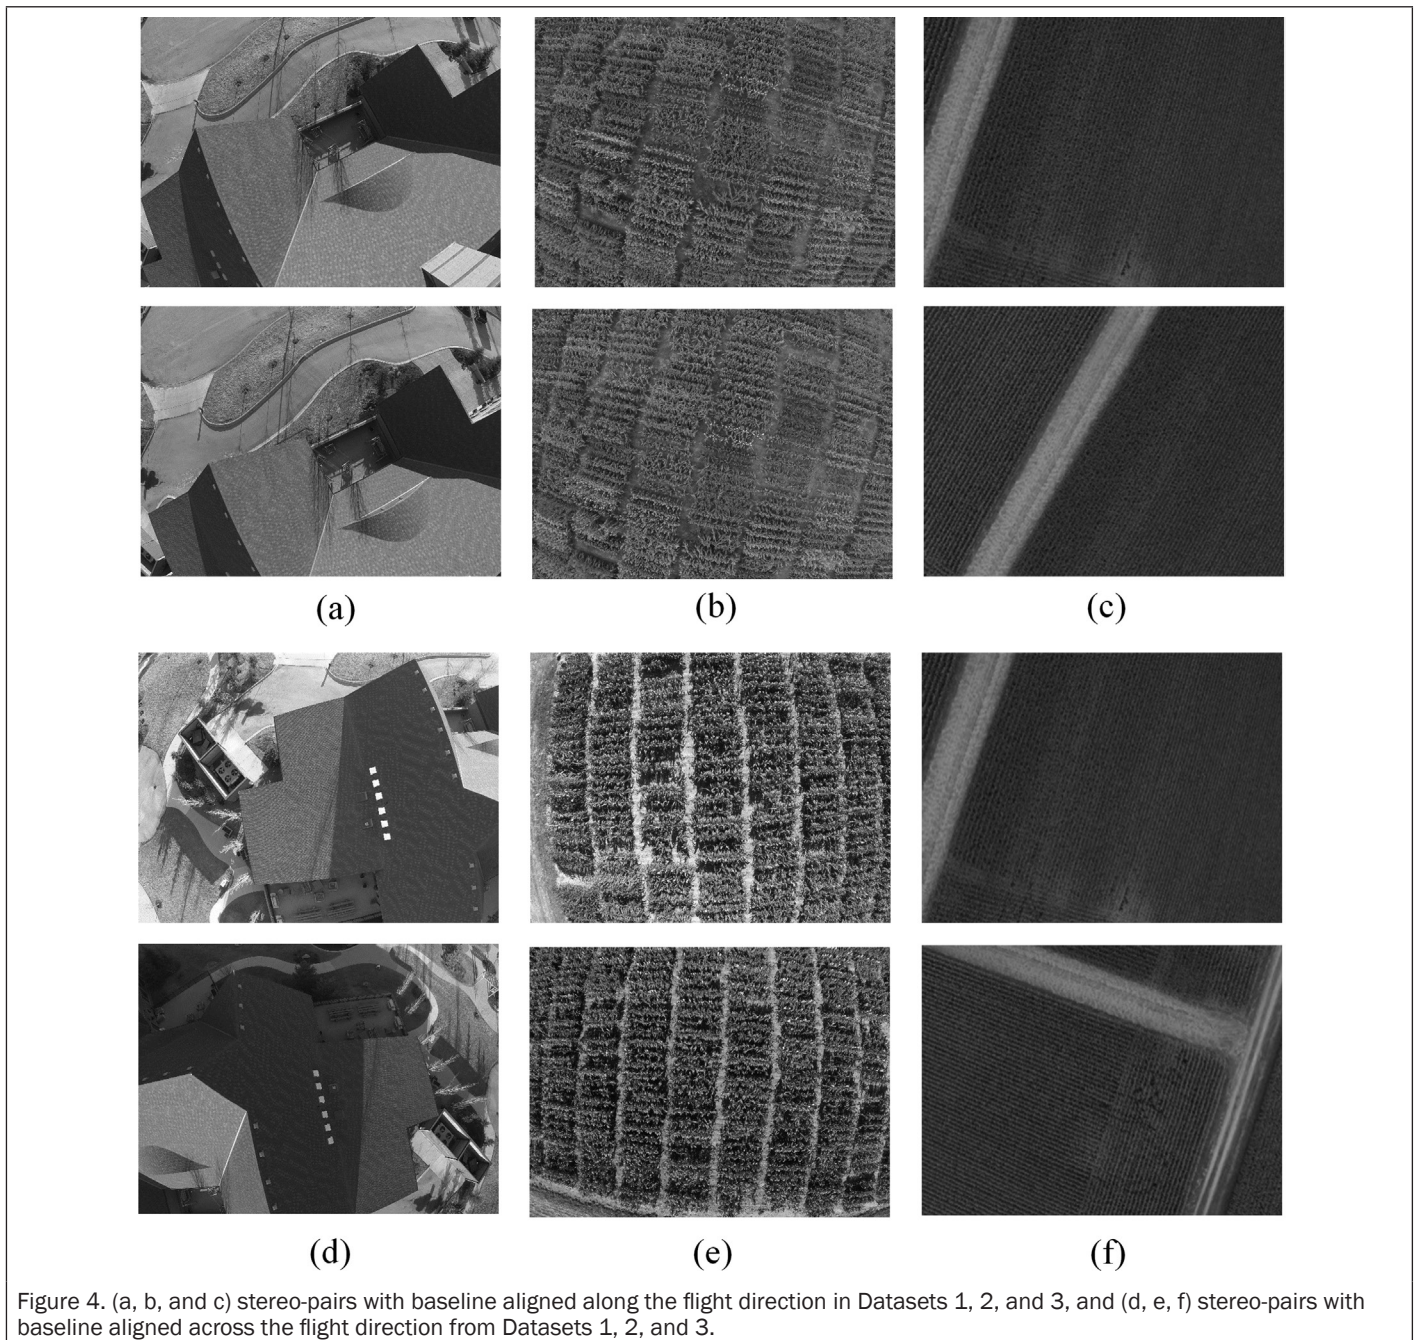 (a)
(b)
(c)
(d)
(e)
(f)
Figure 4. (a, b, and c) stereo-pairs with baseline aligned along the flight direction in Datasets 1, 2, and 3, and (d, e, f) stereo-pairs with
baseline aligned across the flight direction from Datasets 1, 2, and 3.